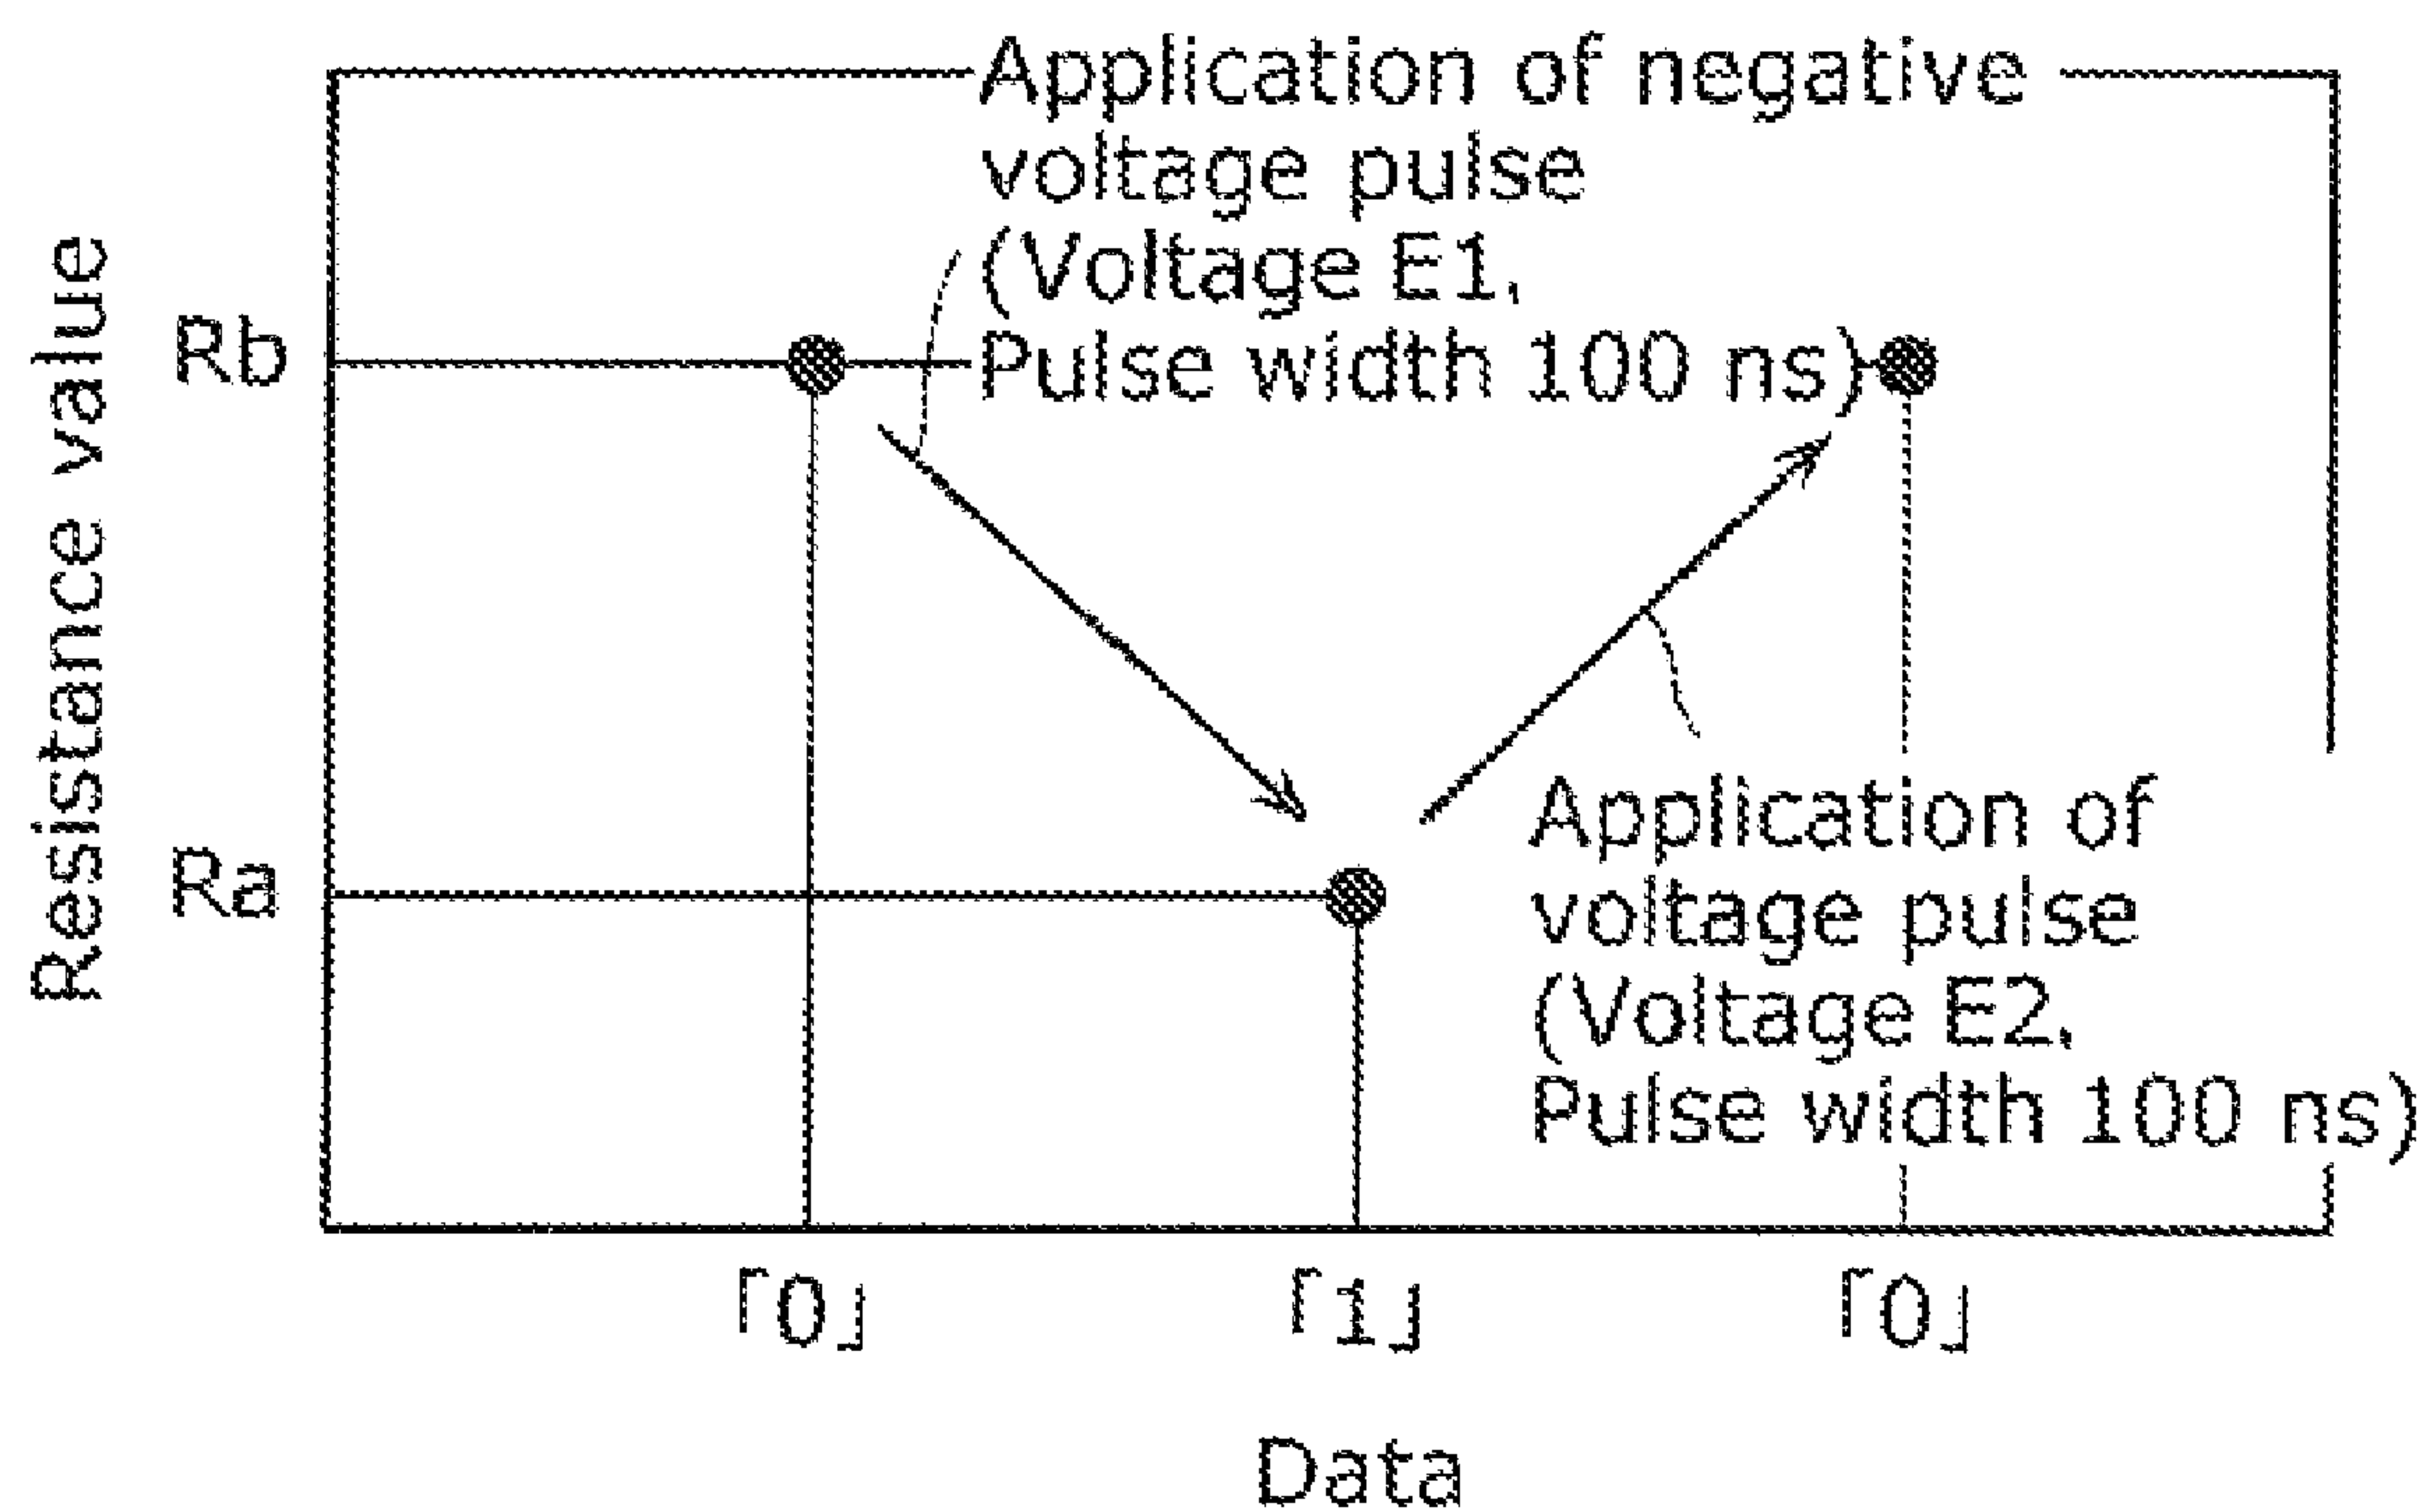 Application of negative
voltage pulse
(Voltage E1,
Pulse width 100 ns)
Resistance value
Rb
Ra
Application of
voltage pulse
(Voltage E2,
Pulse width 100 ns)
「0」 「1」 「0」
Data